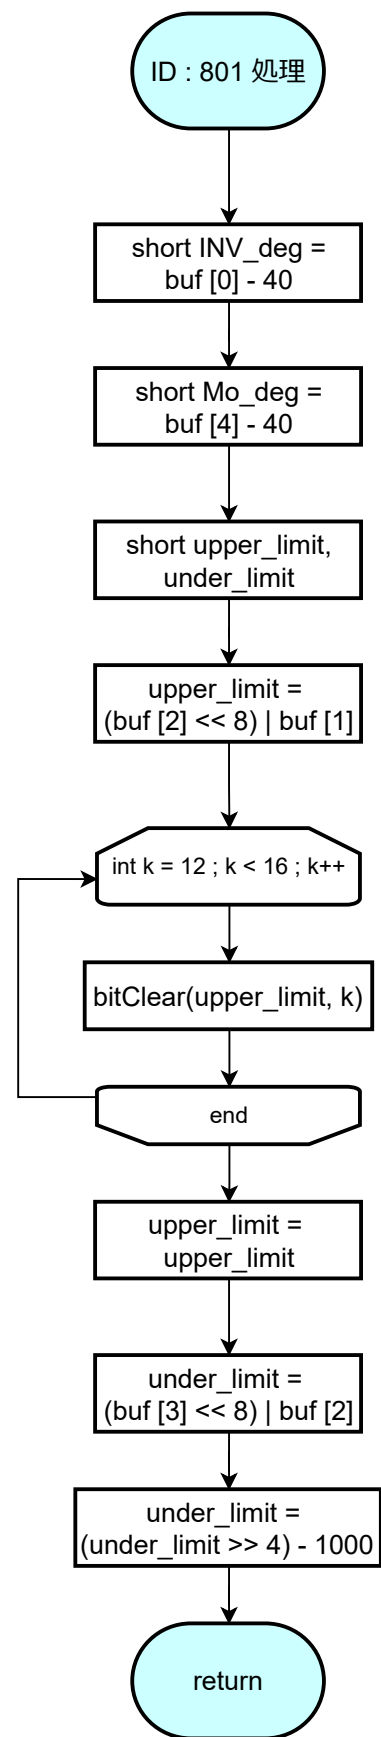 ID : 801 処理
short INV_deg =
buf [0] - 40
short Mo_deg =
buf [4] - 40
short upper_limit,
under_limit
upper_limit =
(buf [2] << 8) | buf [1]
int k = 12 ; k < 16 ; k++
bitClear(upper_limit, k)
end
upper_limit =
upper_limit
under_limit =
(buf [3] << 8) | buf [2]
under_limit =
(under_limit >> 4) - 1000
return